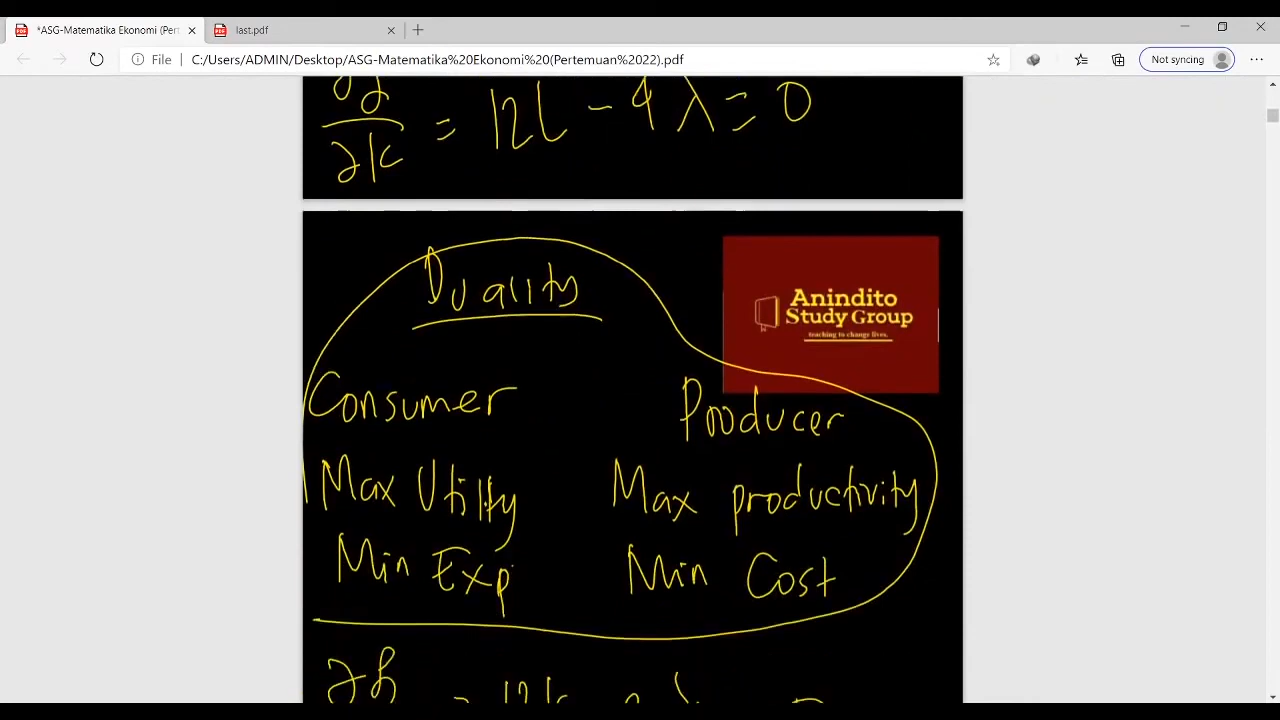 *ASG-Matematika Ekonomi (Pert
last.pdf
File
C:/Users/ADMIN/Desktop/ASG-Matematika%20Ekonomi%20(Pertemuan%2022).pdf
Not syncing
∂K = 12L - 4λ = 0
Duality
Anindito
Study Group
teaching to change lives.
Consumer Producer
Max Utility Max productivity
Min Exp Min Cost